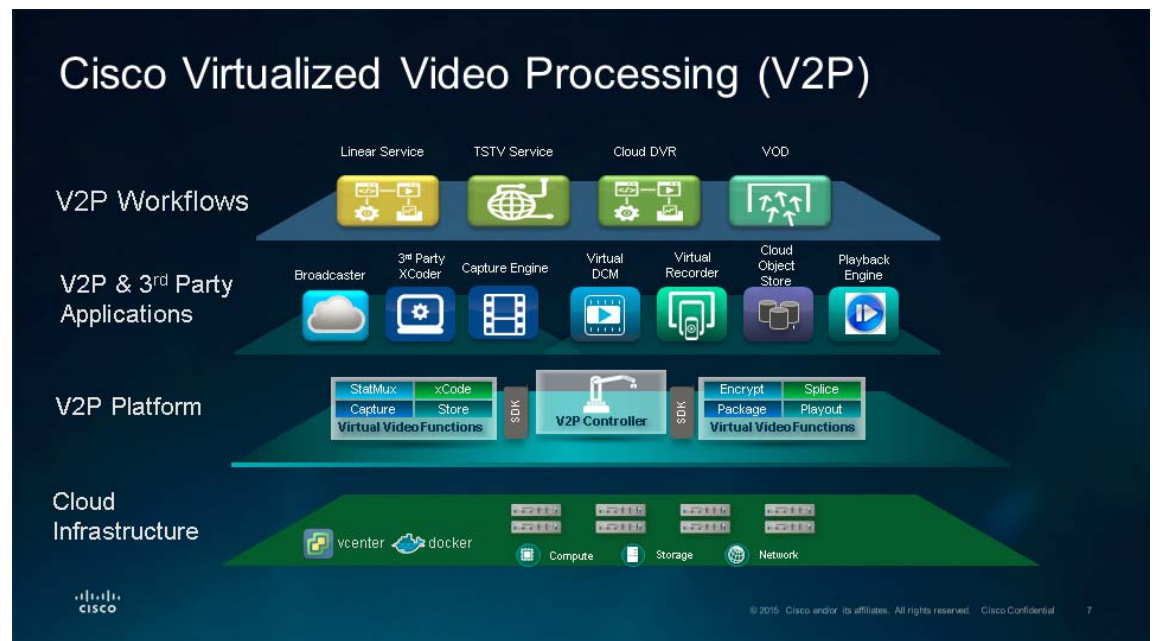 Cisco Virtualized Video Processing (V2P)
Linear Service
TSTV Service
Cloud DVR
VOD
V2P Workflows
V2P & 3rd Party
Applications
Broadcaster
3rd Party
XCoder
Capture Engine
Virtual
DCM
Virtual
Recorder
Cloud
Object
Store
Playback
Engine
V2P Platform
StatMux
xCode
Capture
Store
Virtual Video Functions
SDK
V2P Controller
SDK
Encrypt
Splice
Package
Playout
Virtual Video Functions
Cloud
Infrastructure
vcenter
docker
Compute
Storage
Network
CISCO
© 2015 Cisco and/or its affiliates. All rights reserved. Cisco Confidential
7